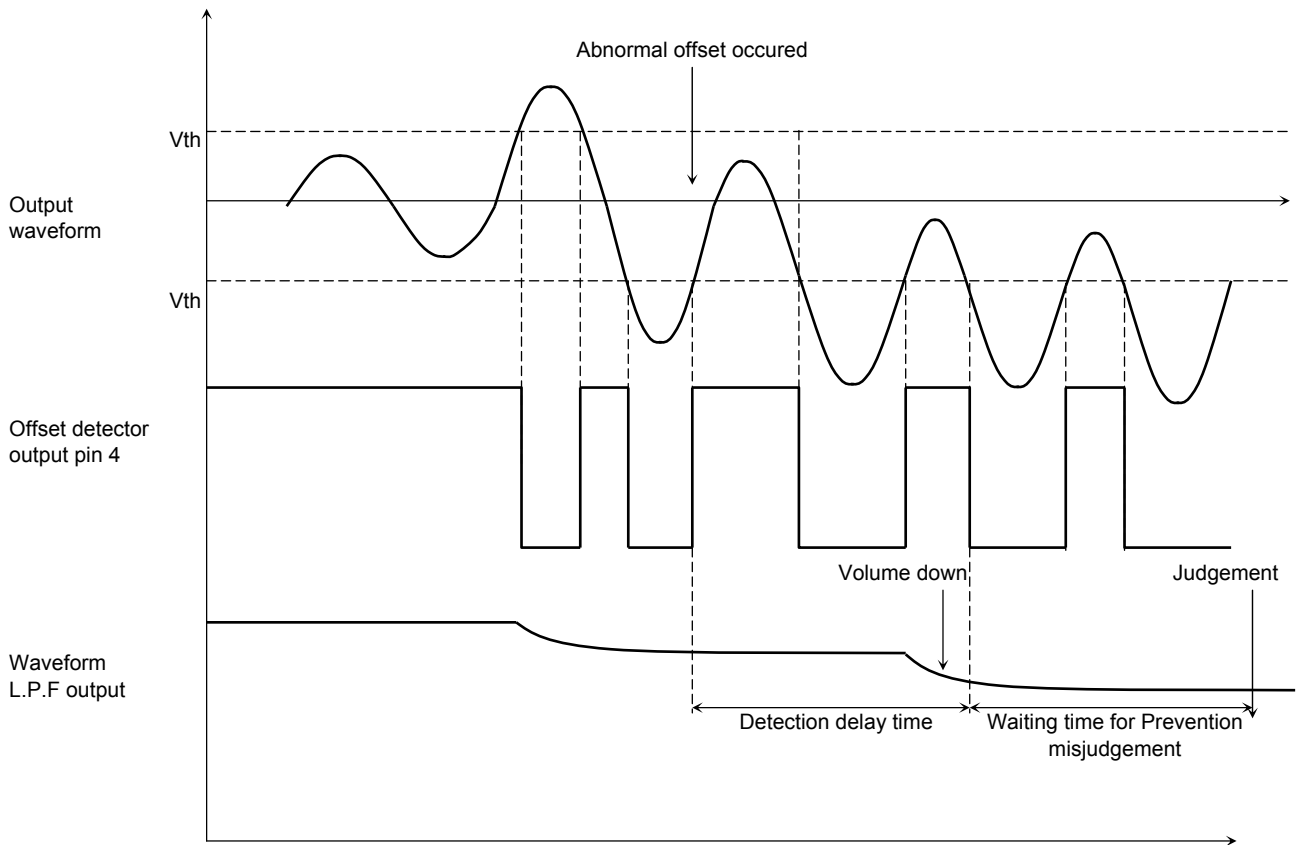 Abnormal offset occured
Vth
Output
waveform
Vth
Offset detector
output pin 4
Volume down
Judgement
Waveform
L.P.F output
Detection delay time
Waiting time for Prevention
misjudgement